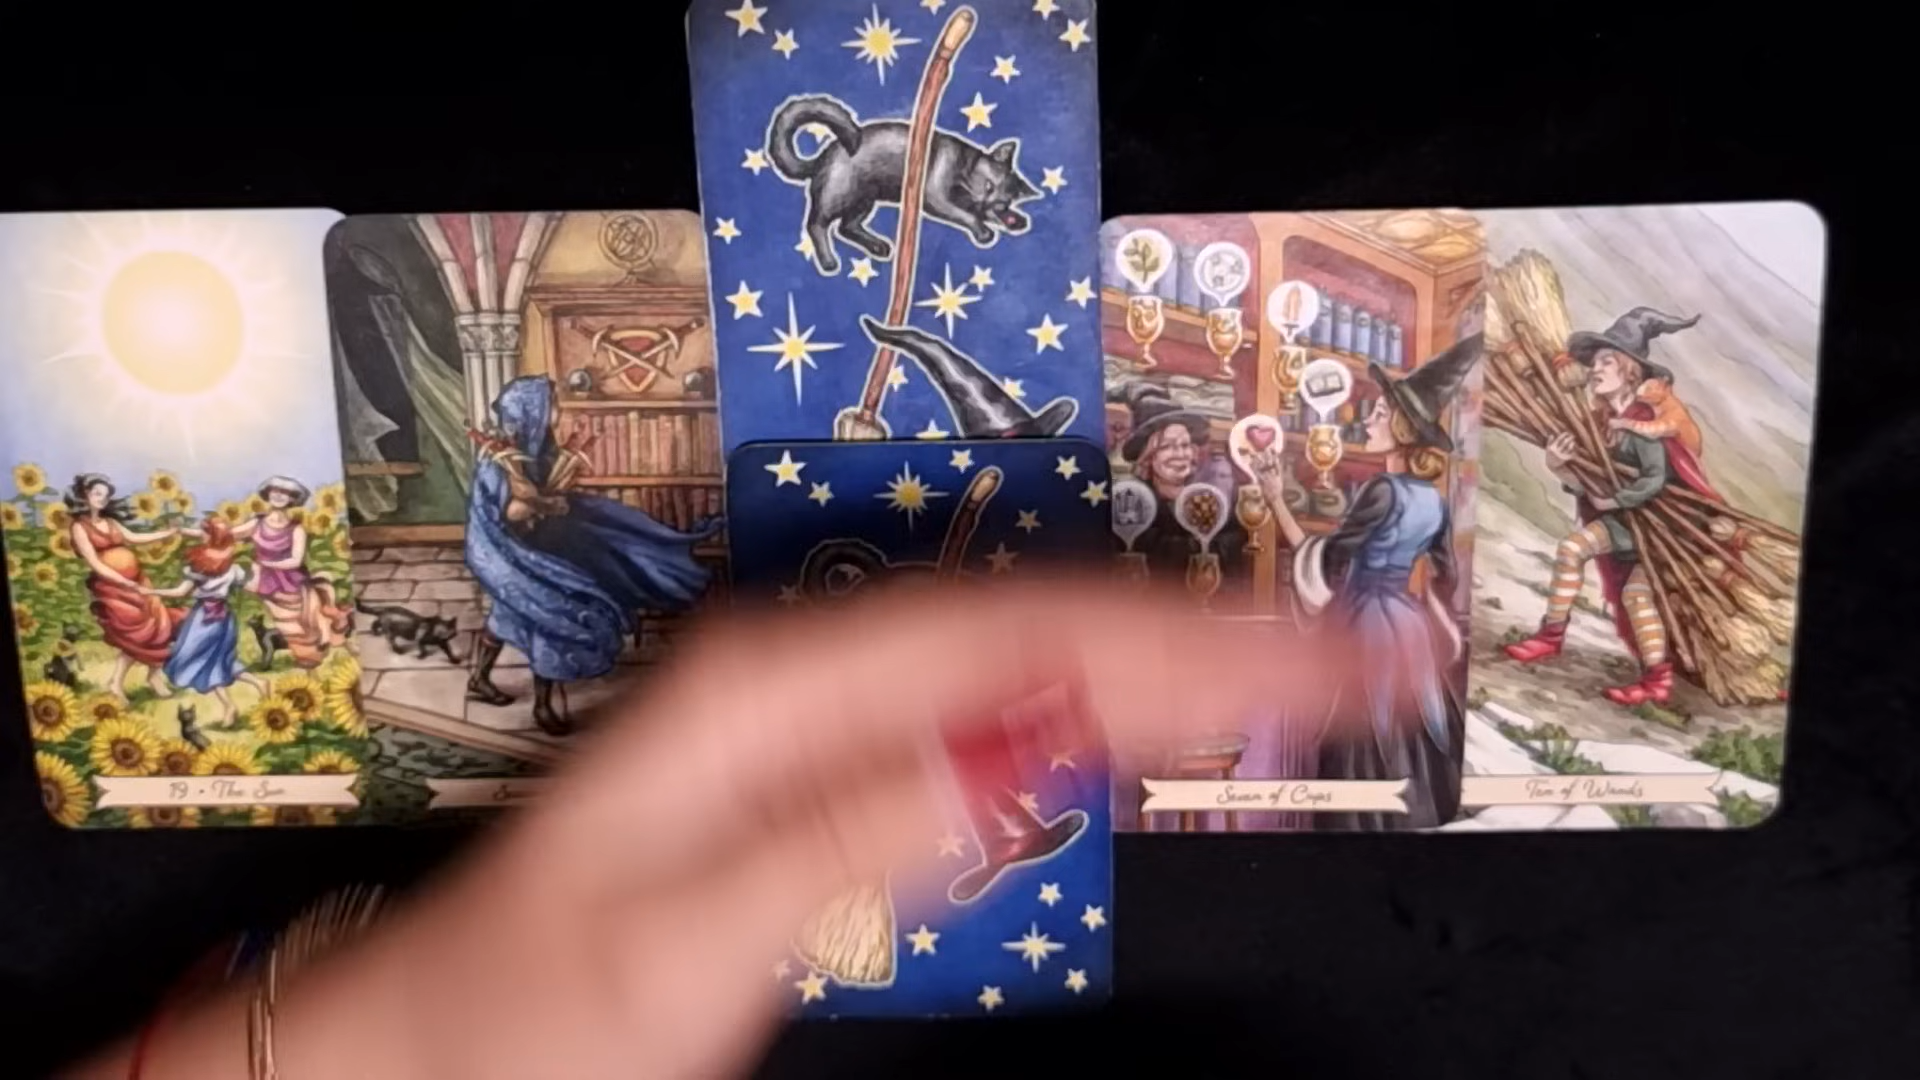 19 • The Sun
Seven of Cups
Ten of Wands